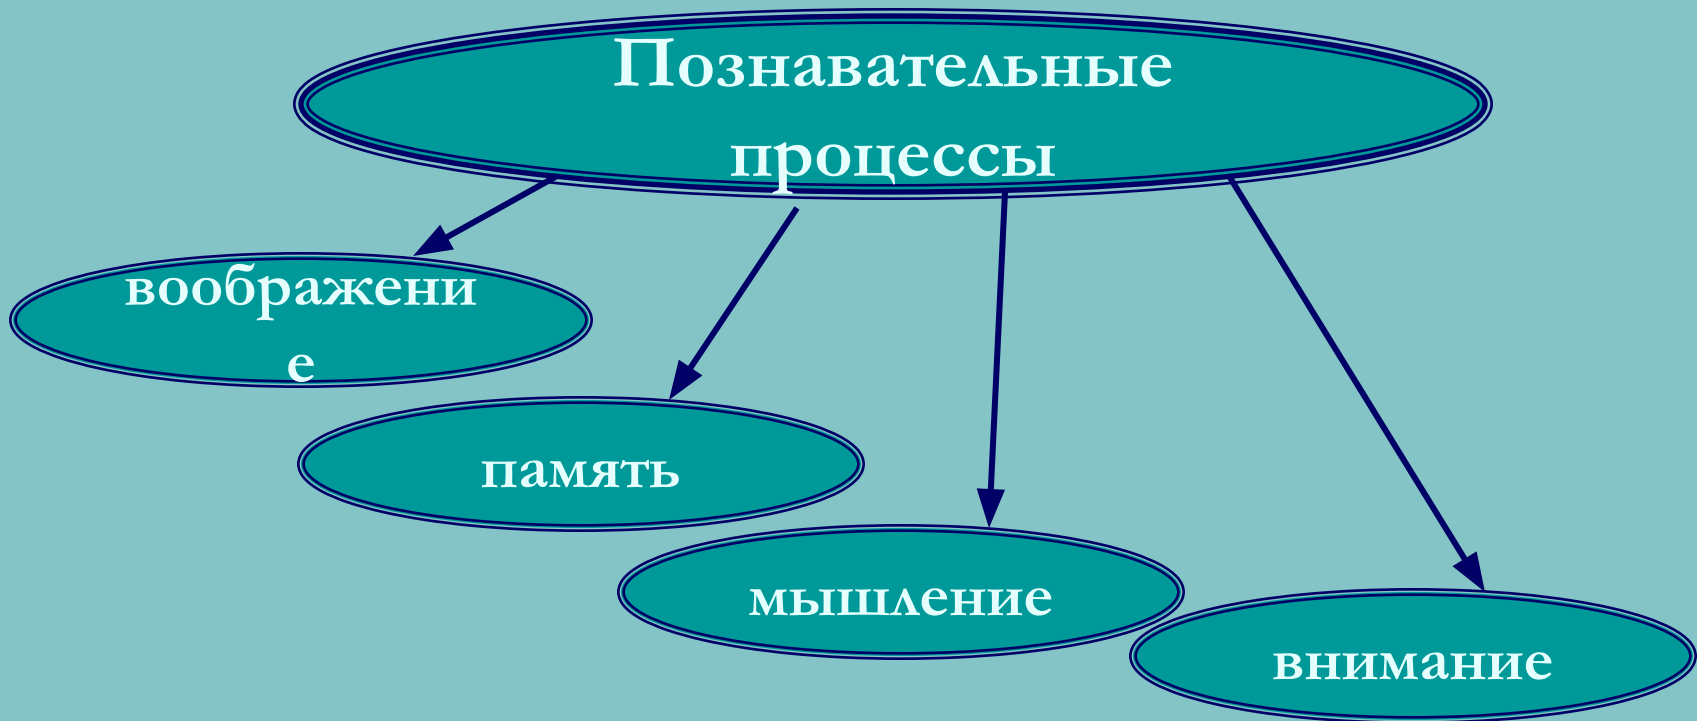 Познавательные
процессы
воображени
е
память
мышление
внимание